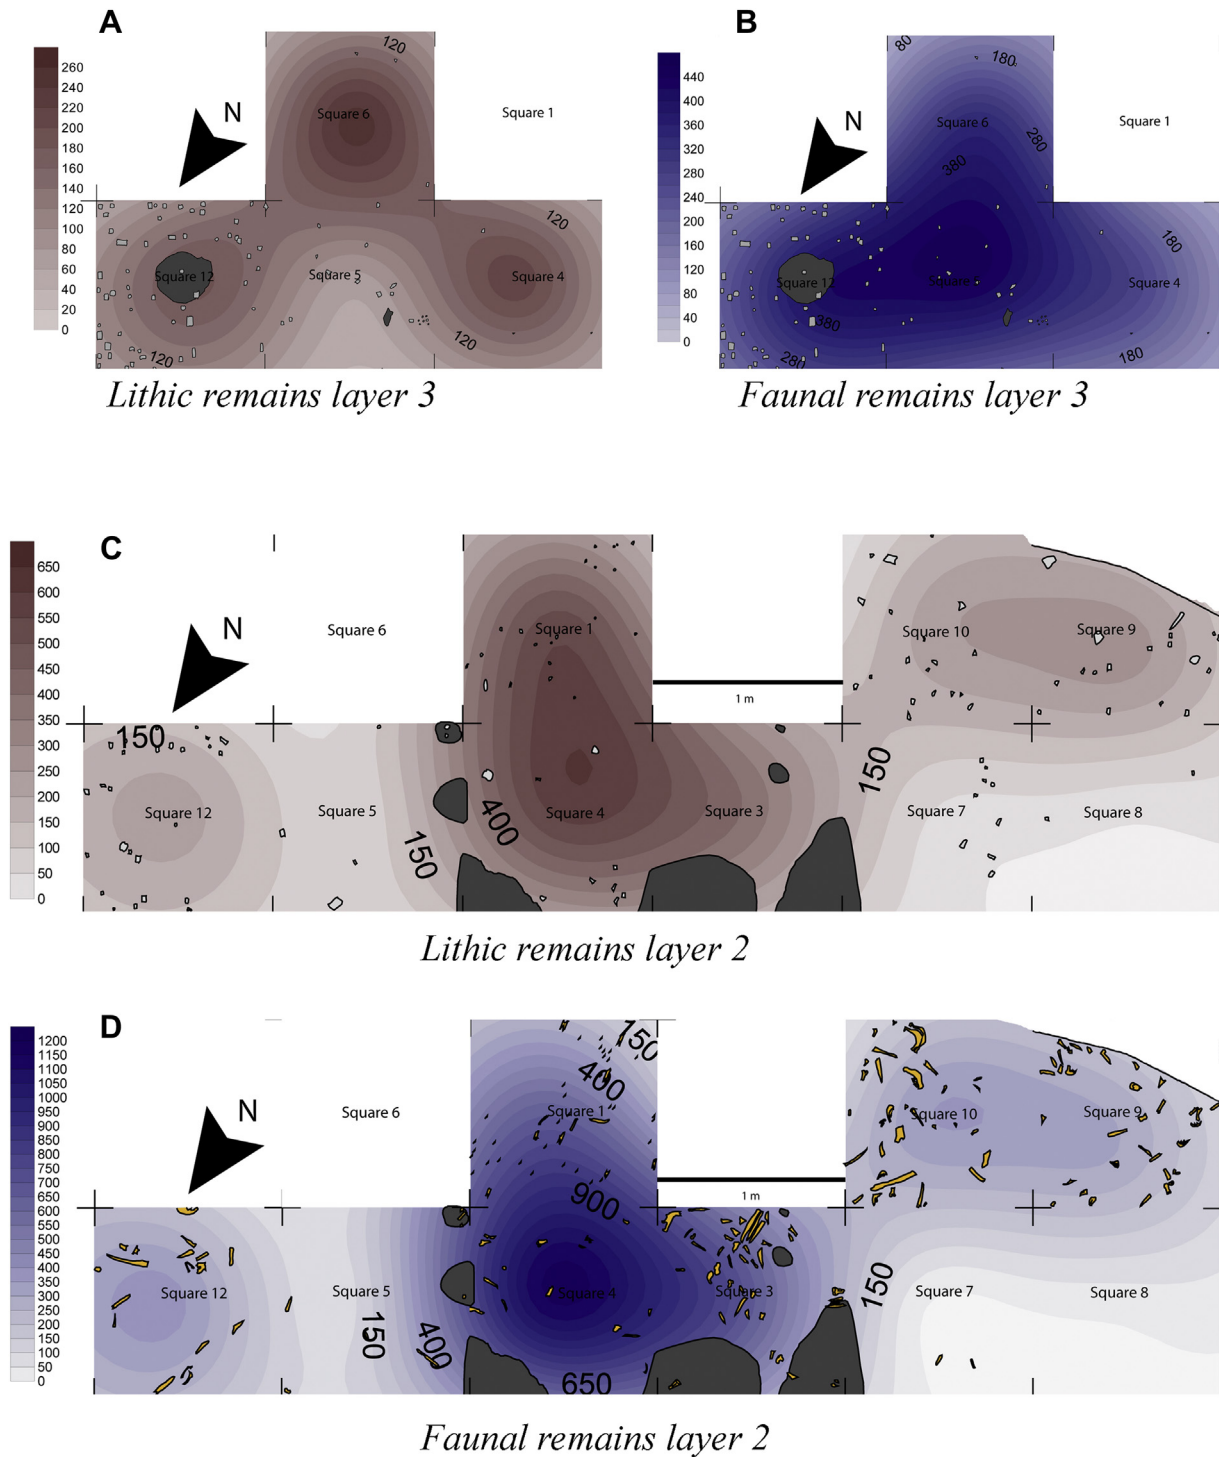 A
B
260
240
220
200
180
160
140
120
100
80
60
40
20
0
N
120
Square 6
Square 1
120
Square 12
Square 5
Square 4
120
120
Lithic remains layer 3
440
400
360
320
280
240
200
160
120
80
40
0
N
80
180
Square 6
Square 1
280
380
180
Square 12
Square 5
Square 4
380
280
180
Faunal remains layer 3
C
650
600
550
500
450
400
350
300
250
200
150
100
50
0
N
Square 6
Square 1
Square 10
Square 9
1 m
150
150
Square 12
Square 5
400
Square 4
Square 3
Square 7
Square 8
150
Lithic remains layer 2
D
1200
1150
1100
1050
1000
950
900
850
800
750
700
650
600
550
500
450
400
350
300
250
200
150
100
50
0
N
150
400
Square 6
Square 1
Square 10
Square 9
1 m
900
150
Square 12
Square 5
Square 4
Square 3
Square 7
Square 8
150
400
650
Faunal remains layer 2